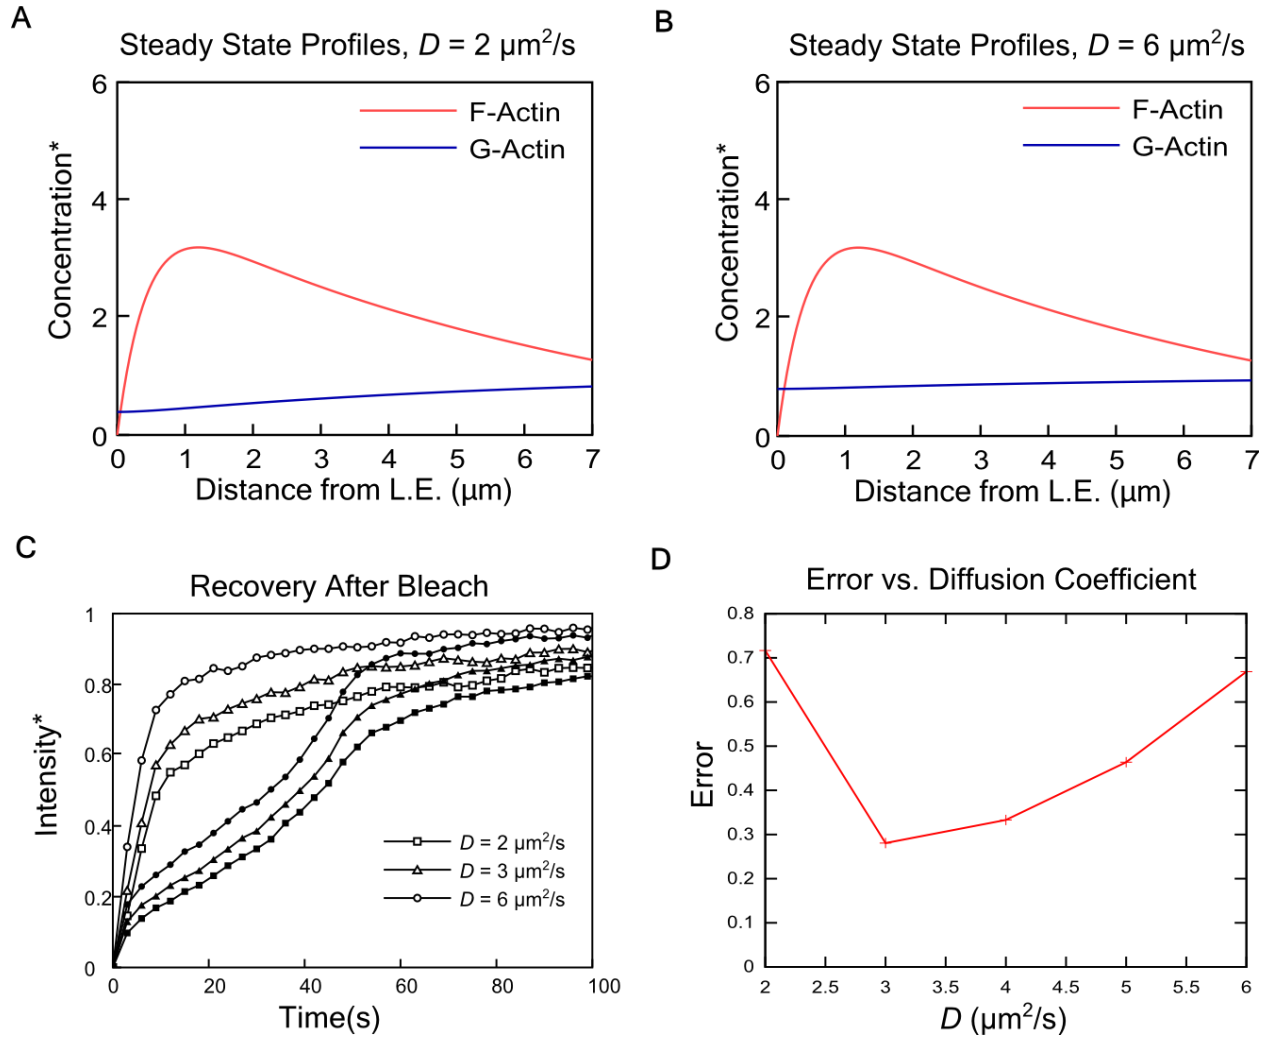 A
Steady State Profiles, D = 2 µm²/s
6
4
2
0
Concentration*
F-Actin
G-Actin
0 1 2 3 4 5 6 7
Distance from L.E. (µm)
B
Steady State Profiles, D = 6 µm²/s
6
4
2
0
Concentration*
F-Actin
G-Actin
0 1 2 3 4 5 6 7
Distance from L.E. (µm)
C
Recovery After Bleach
1
0.8
0.6
0.4
0.2
0
Intensity*
D = 2 µm²/s
D = 3 µm²/s
D = 6 µm²/s
0 20 40 60 80 100
Time(s)
D
Error vs. Diffusion Coefficient
0.8
0.7
0.6
0.5
0.4
0.3
0.2
0.1
0
Error
2 2.5 3 3.5 4 4.5 5 5.5 6
D (µm²/s)